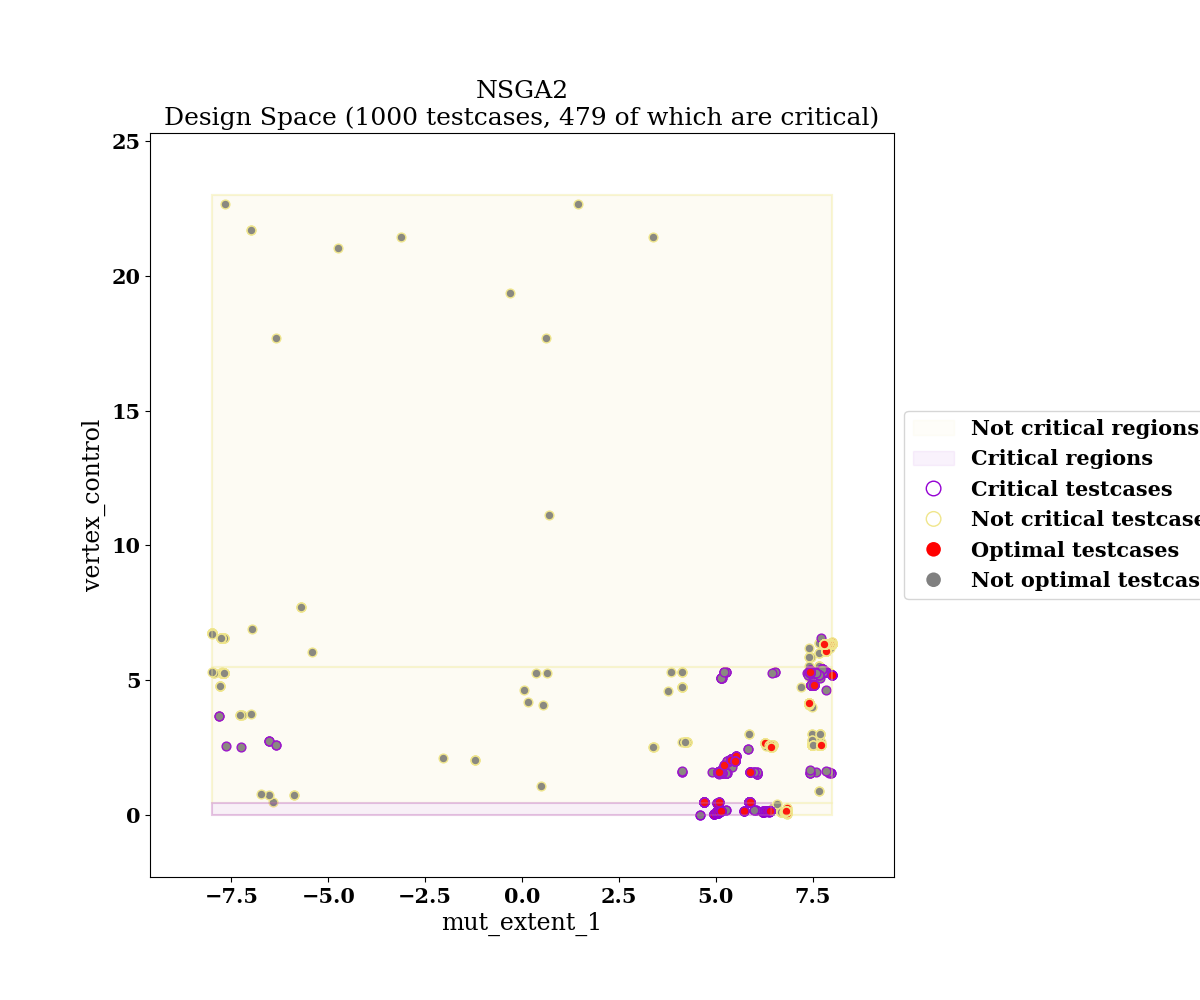 NSGA2
Design Space (1000 testcases, 479 of which are critical)
25
20
15
10
5
0
vertex_control
−7.5
−5.0
−2.5
0.0
2.5
5.0
7.5
mut_extent_1
Not critical regions
Critical regions
Critical testcases
Not critical testcase
Optimal testcases
Not optimal testcas